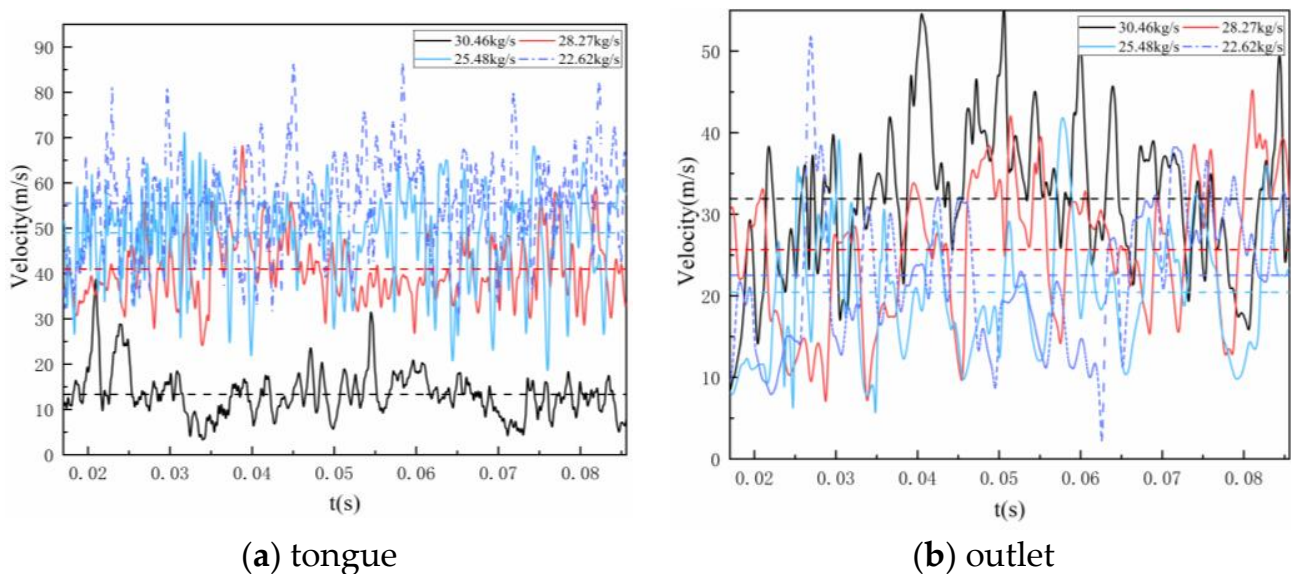 90
80
70
60
50
40
30
20
10
0
Velocity(m/s)
30.46kg/s 28.27kg/s
25.48kg/s 22.62kg/s
0.02 0.03 0.04 0.05 0.06 0.07 0.08
t(s)
(a) tongue
50
40
30
20
10
0
Velocity(m/s)
30.46kg/s 28.27kg/s
25.48kg/s 22.62kg/s
0.02 0.03 0.04 0.05 0.06 0.07 0.08
t(s)
(b) outlet